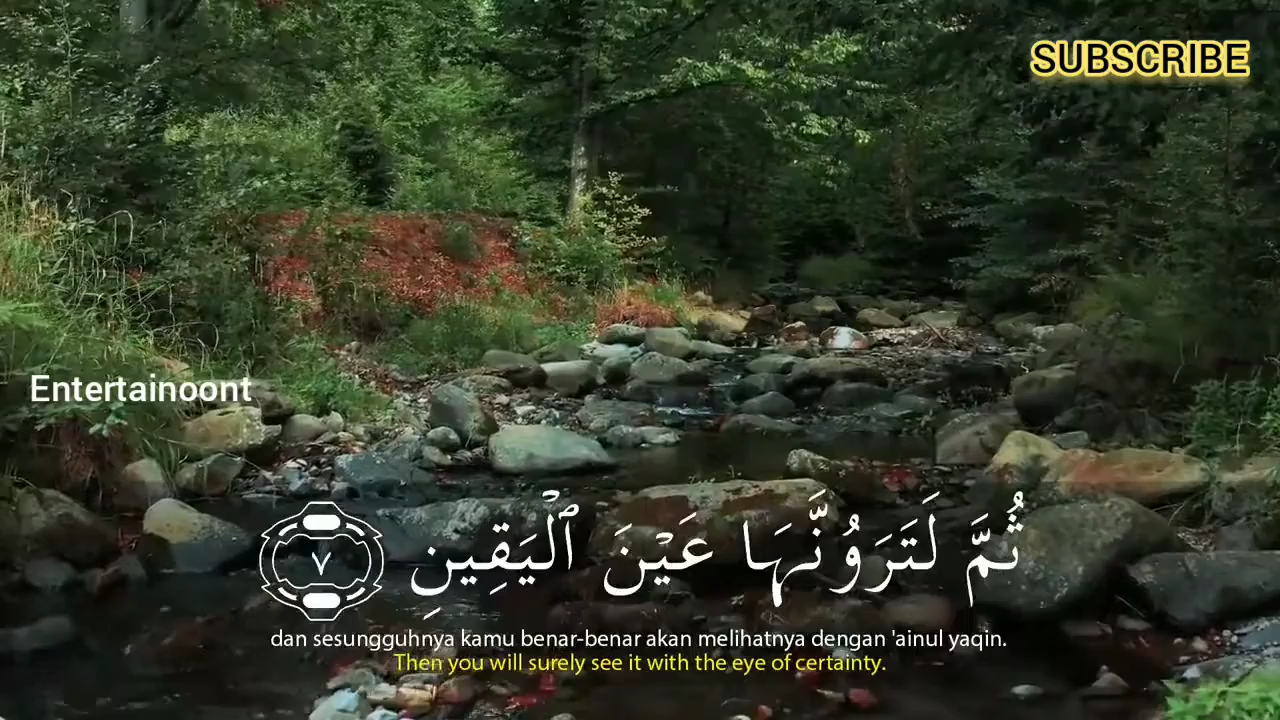 SUBSCRIBE
Entertainoont
ثُمَّ لَتَرَوُنَّهَا عَيْنَ ٱلْيَقِينِ ٧
dan sesungguhnya kamu benar-benar akan melihatnya dengan 'ainul yaqin.
Then you will surely see it with the eye of certainty.